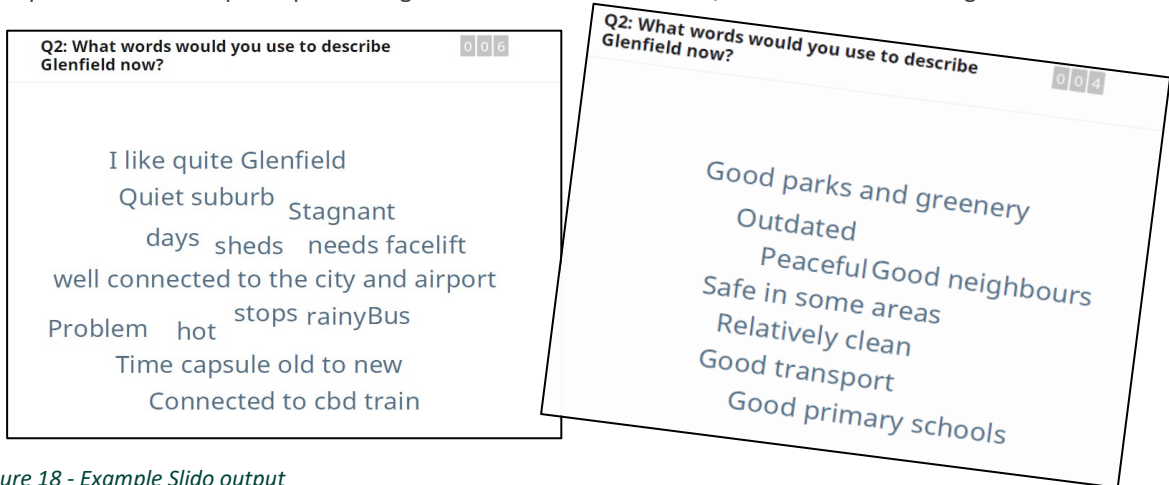 Q2: What words would you use to describe
Glenfield now?
006
I like quite Glenfield
Quiet suburb
Stagnant
days sheds needs facelift
well connected to the city and airport
stops rainyBus
Problem hot
Time capsule old to new
Connected to cbd train
Q2: What words would you use to describe
Glenfield now?
004
Good parks and greenery
Outdated
Peaceful Good neighbours
Safe in some areas
Relatively clean
Good transport
Good primary schools
ure 18 - Example Slido output